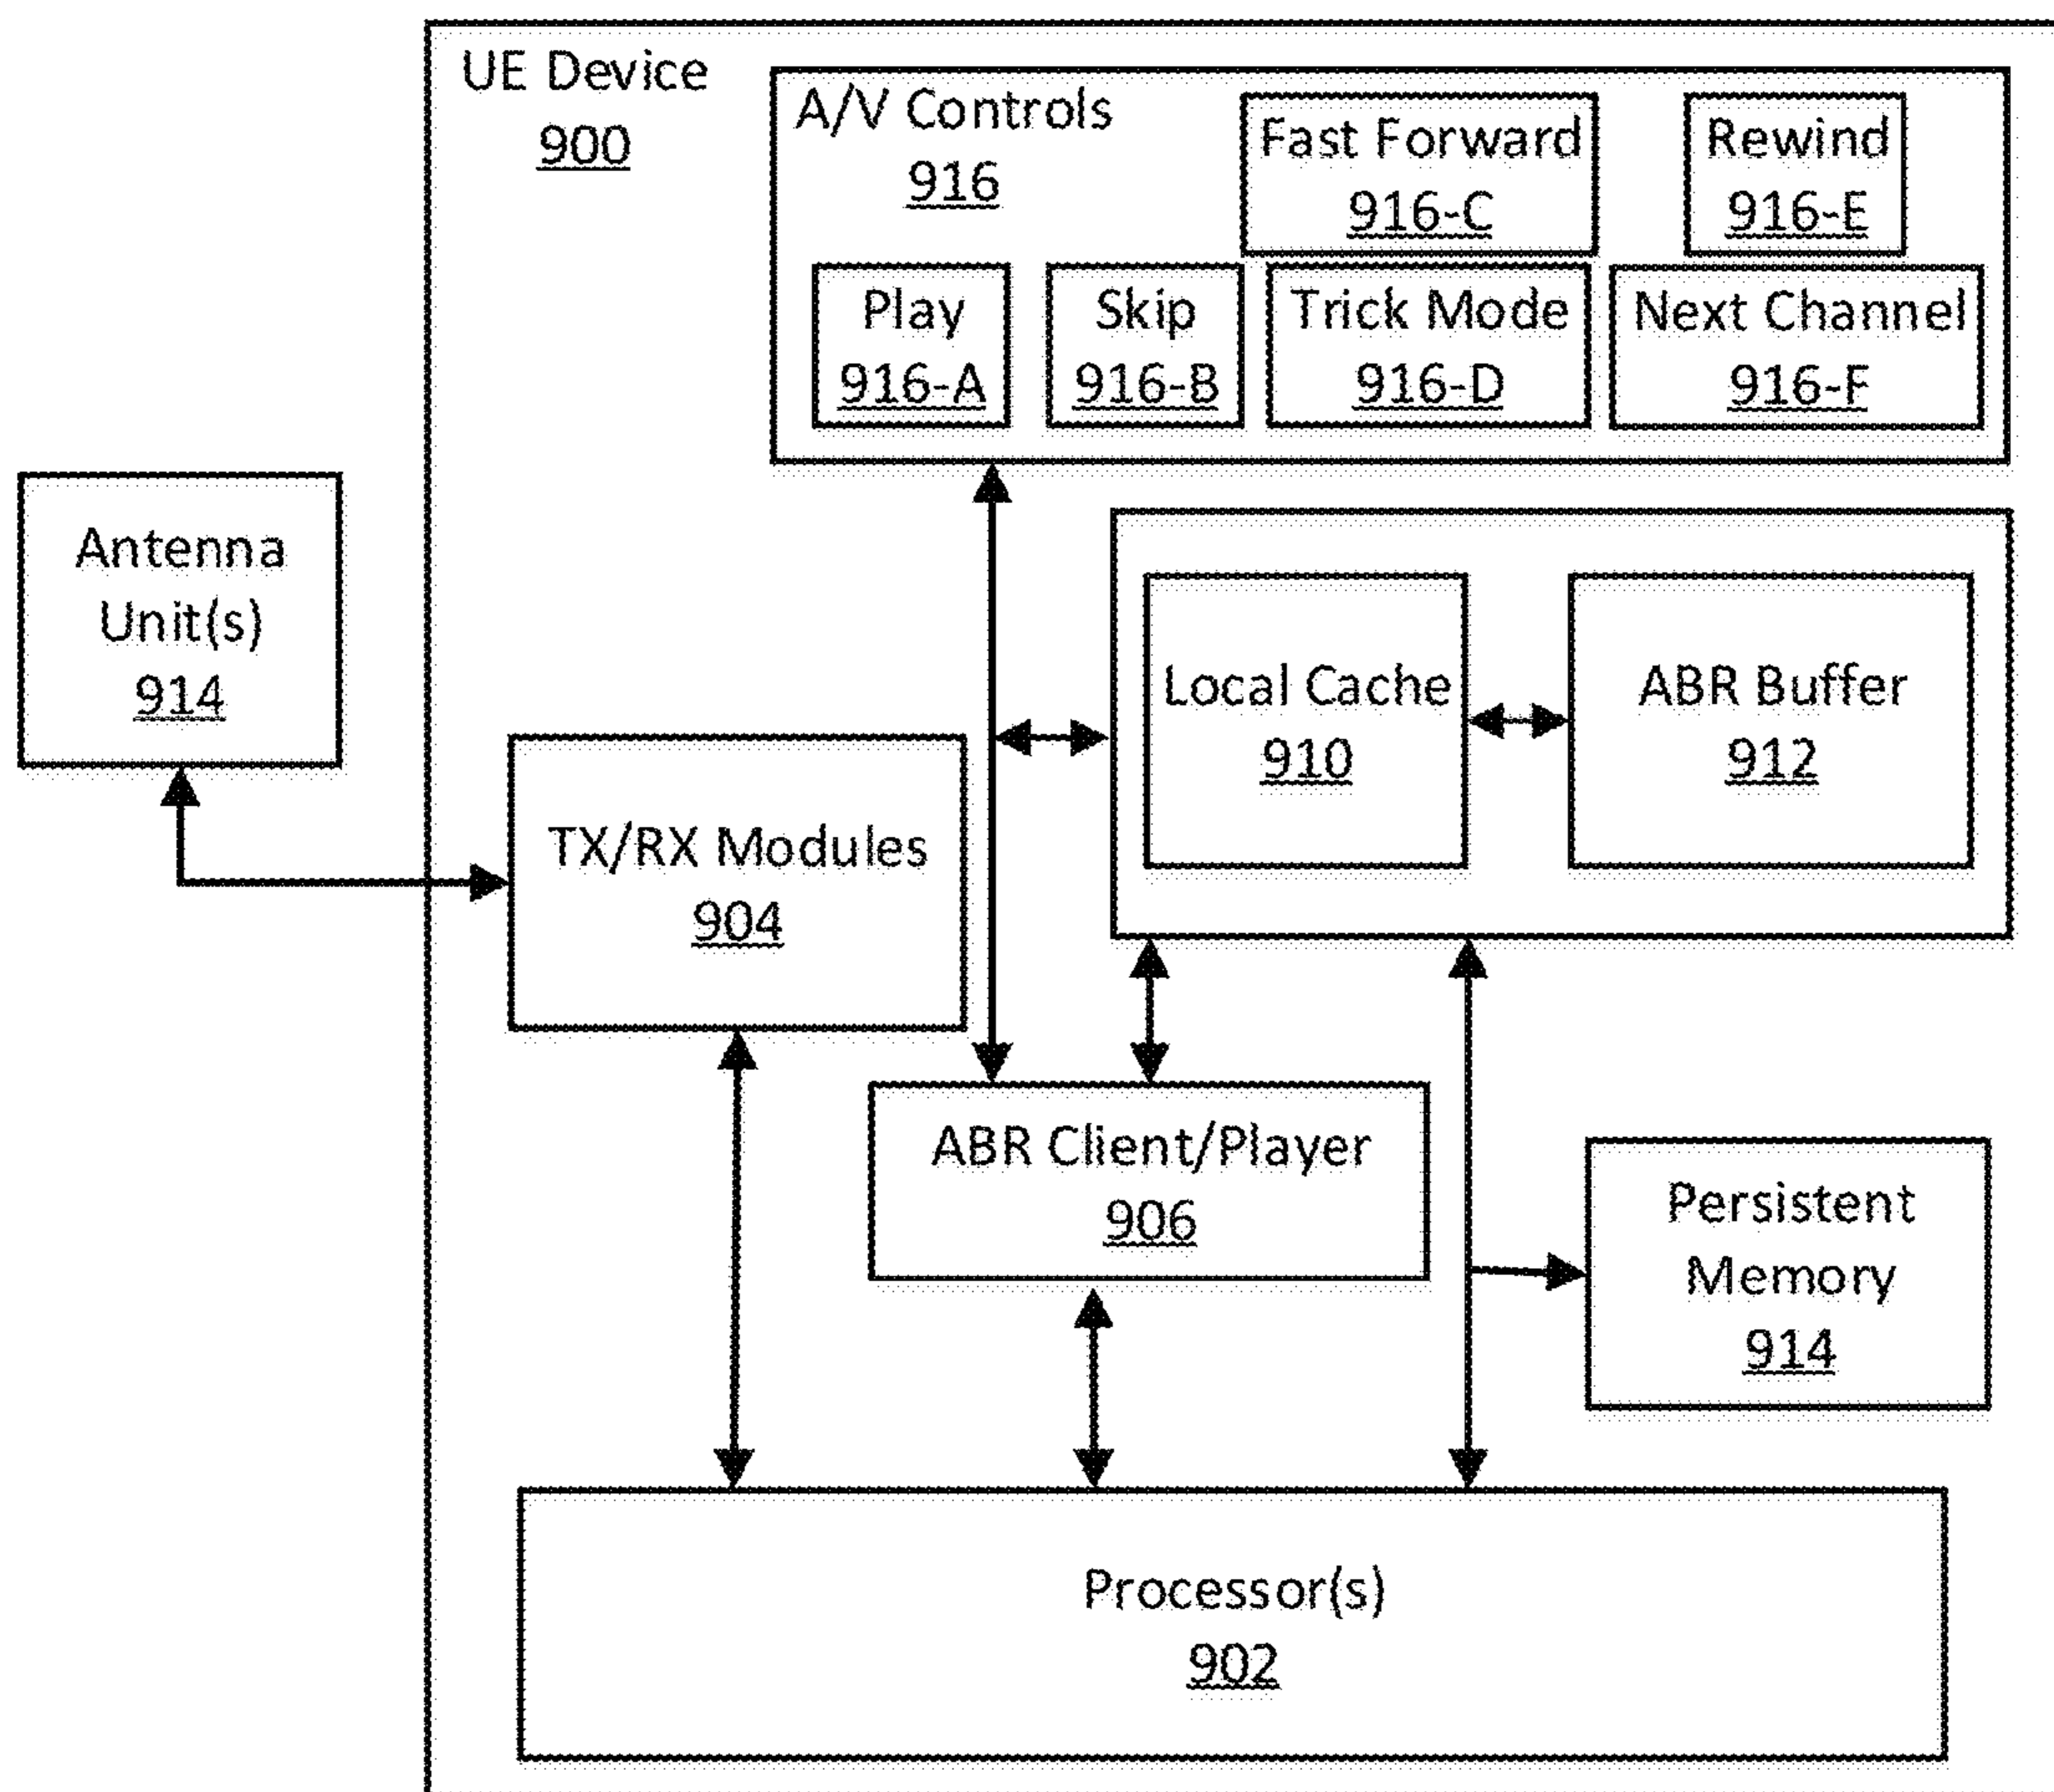 UE Device
900
A/V Controls
916
Fast Forward
916-C
Rewind
916-E
Play
916-A
Skip
916-B
Trick Mode
916-D
Next Channel
916-F
Antenna
Unit(s)
914
Local Cache
910
ABR Buffer
912
TX/RX Modules
904
ABR Client/Player
906
Persistent
Memory
914
Processor(s)
902